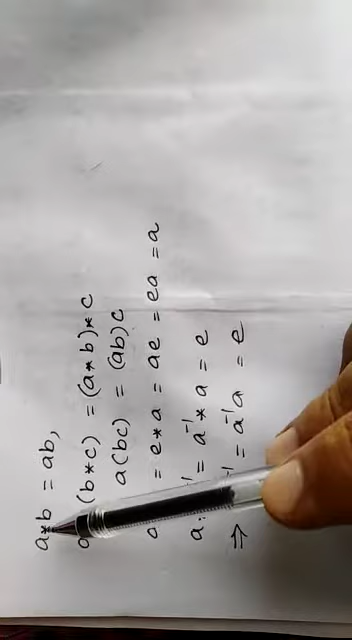 a*b = ab,
(b*c) = (a*b)*c
a(bc) = (ab)c
= e*a = ae = ea = a
a = a⁻¹*a = e
⇒ = a⁻¹a = e